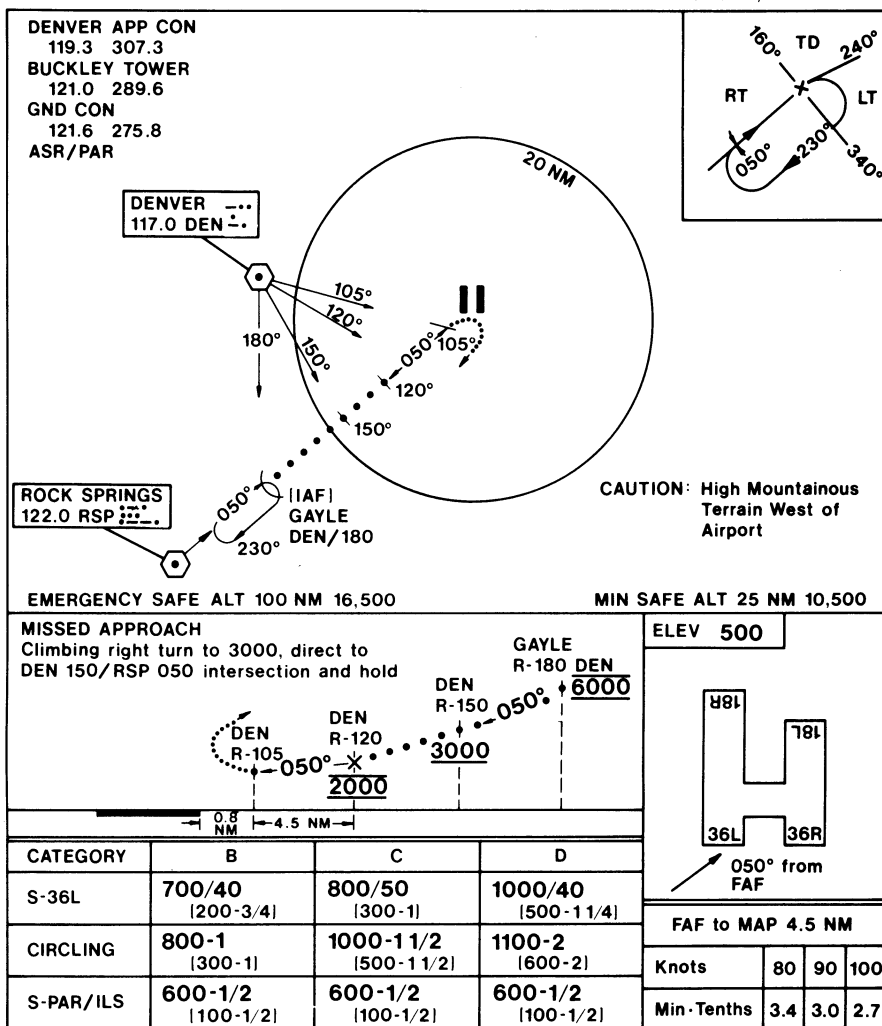 DENVER APP CON
119.3 307.3
BUCKLEY TOWER
121.0 289.6
GND CON
121.6 275.8
ASR/PAR
160°
TD
240°
RT
LT
050°
230°
340°
20 NM
DENVER
117.0 DEN
105°
120°
150°
180°
050°
105°
120°
150°
ROCK SPRINGS
122.0 RSP
050°
230°
[IAF]
GAYLE
DEN/180
CAUTION: High Mountainous
Terrain West of
Airport
EMERGENCY SAFE ALT 100 NM 16,500
MIN SAFE ALT 25 NM 10,500
MISSED APPROACH
Climbing right turn to 3000, direct to
DEN 150/RSP 050 intersection and hold
GAYLE
R-180 DEN
6000
DEN
R-150
050°
3000
DEN
R-120
2000
DEN
R-105
050°
0.8
NM
4.5 NM
ELEV 500
18R
18L
36L
36R
050° from
FAF
CATEGORY B C D
S-36L 700/40 800/50 1000/40
[200-3/4] [300-1] [500-1 1/4]
CIRCLING 800-1 1000-1 1/2 1100-2
[300-1] [500-1 1/2] [600-2]
S-PAR/ILS 600-1/2 600-1/2 600-1/2
[100-1/2] [100-1/2] [100-1/2]
FAF to MAP 4.5 NM
Knots 80 90 100
Min·Tenths 3.4 3.0 2.7